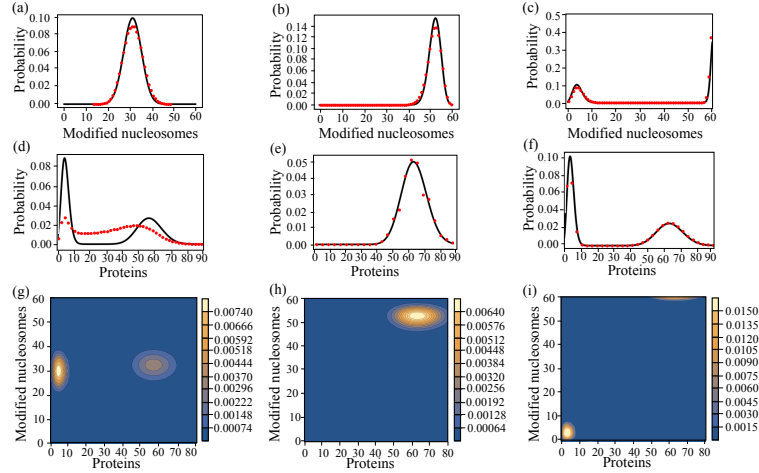 (a) (b) (c)
Probability 0.10 0.08 0.06 0.04 0.02 0.00
0 10 20 30 40 50 60
Modified nucleosomes
Probability 0.14 0.12 0.10 0.08 0.06 0.04 0.02 0.00
0 10 20 30 40 50 60
Modified nucleosomes
Probability 0.5 0.4 0.3 0.2 0.1 0.0
0 10 20 30 40 50 60
Modified nucleosomes
(d) (e) (f)
Probability 0.08 0.06 0.04 0.02 0.00
0 10 20 30 40 50 60 70 80 90
Proteins
Probability 0.05 0.04 0.03 0.02 0.01 0.00
0 10 20 30 40 50 60 70 80 90
Proteins
Probability 0.10 0.08 0.06 0.04 0.02 0.00
0 10 20 30 40 50 60 70 80 90
Proteins
(g) (h) (i)
Modified nucleosomes 60 50 40 30 20 10 0
0 10 20 30 40 50 60 70 80
Proteins
0.00740 0.00666 0.00592 0.00518 0.00444 0.00370 0.00296 0.00222 0.00148 0.00074
Modified nucleosomes 60 50 40 30 20 10 0
0 10 20 30 40 50 60 70 80
Proteins
0.00640 0.00576 0.00512 0.00448 0.00384 0.00320 0.00256 0.00192 0.00128 0.00064
Modified nucleosomes 60 50 40 30 20 10 0
0 10 20 30 40 50 60 70 80
Proteins
0.0150 0.0135 0.0120 0.0105 0.0090 0.0075 0.0060 0.0045 0.0030 0.0015